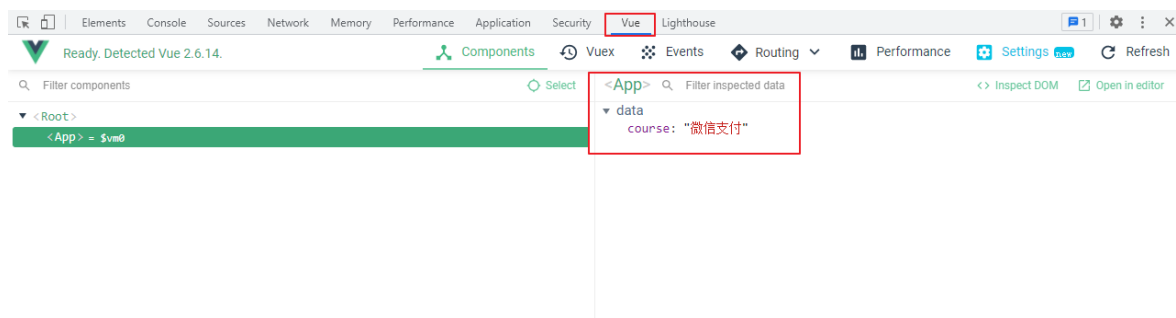 Elements Console Sources Network Memory Performance Application Security Vue Lighthouse 1
Ready. Detected Vue 2.6.14. Components Vuex Events Routing Performance Settings new Refresh
Filter components Select <App> Filter inspected data <> Inspect DOM Open in editor
<Root>
<App> = $vm0
data
course: "微信支付"